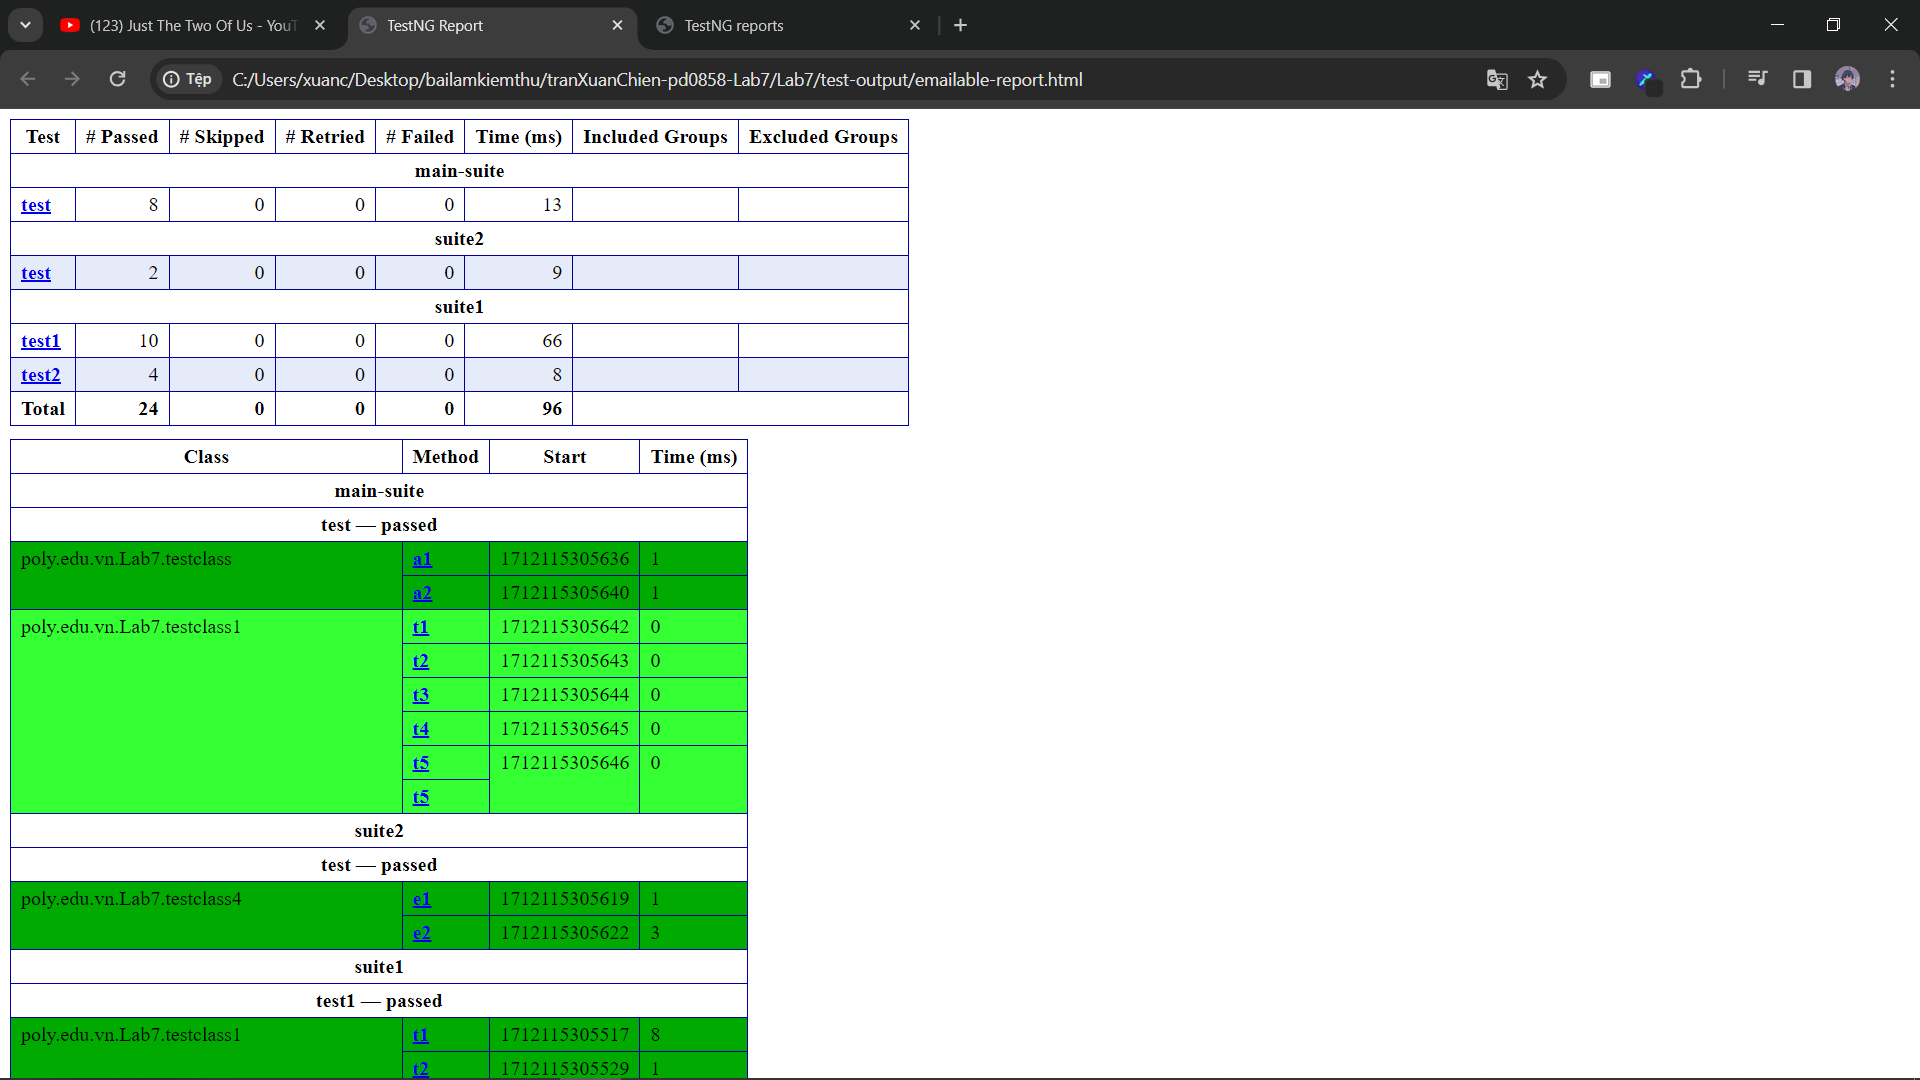 (123) Just The Two Of Us - YouT
TestNG Report
TestNG reports
Tệp
C:/Users/xuanc/Desktop/bailamkiemthu/tranXuanChien-pd0858-Lab7/Lab7/test-output/emailable-report.html
Test # Passed # Skipped # Retried # Failed Time (ms) Included Groups Excluded Groups
main-suite
test 8 0 0 0 13
suite2
test 2 0 0 0 9
suite1
test1 10 0 0 0 66
test2 4 0 0 0 8
Total 24 0 0 0 96
Class Method Start Time (ms)
main-suite
test — passed
poly.edu.vn.Lab7.testclass a1 1712115305636 1
a2 1712115305640 1
poly.edu.vn.Lab7.testclass1 t1 1712115305642 0
t2 1712115305643 0
t3 1712115305644 0
t4 1712115305645 0
t5 1712115305646 0
t5
suite2
test — passed
poly.edu.vn.Lab7.testclass4 e1 1712115305619 1
e2 1712115305622 3
suite1
test1 — passed
poly.edu.vn.Lab7.testclass1 t1 1712115305517 8
t2 1712115305529 1